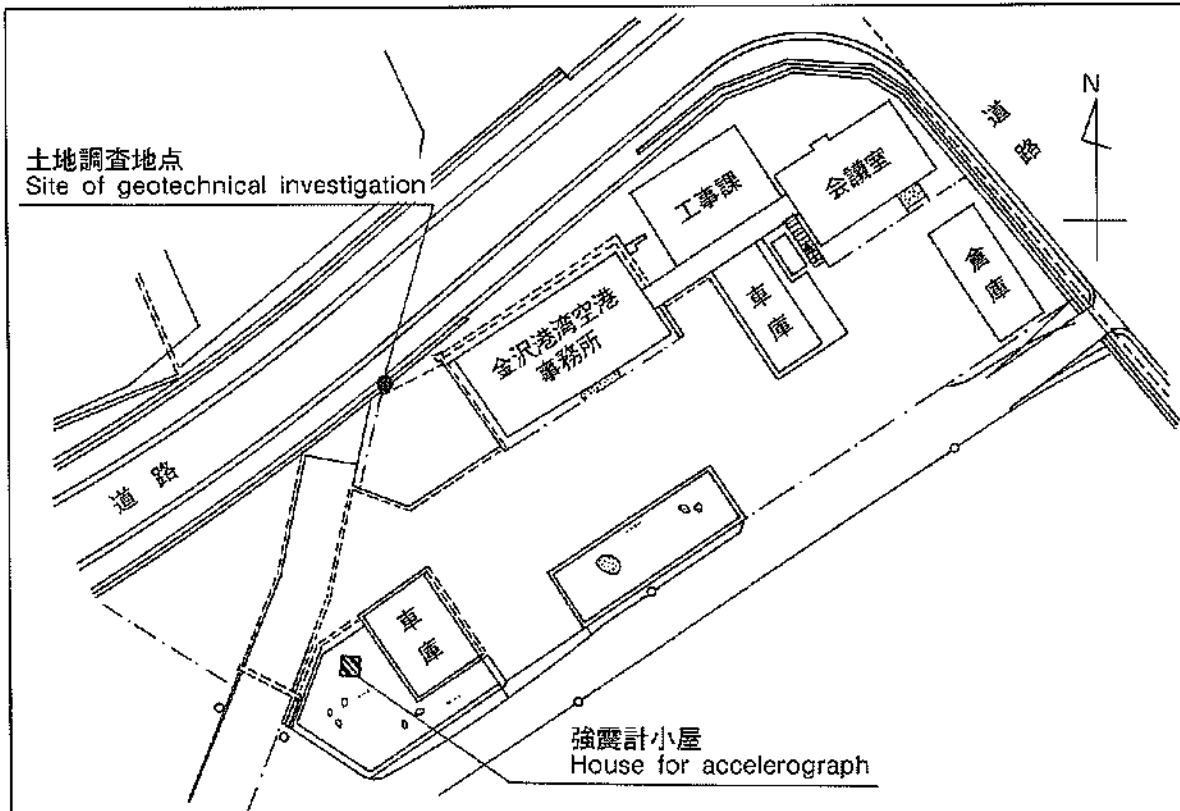 N
道路
土地調査地点
Site of geotechnical investigation
工事課
会議室
倉庫
車庫
金沢港湾空港
事務所
道路
車庫
強震計小屋
House for accelerograph